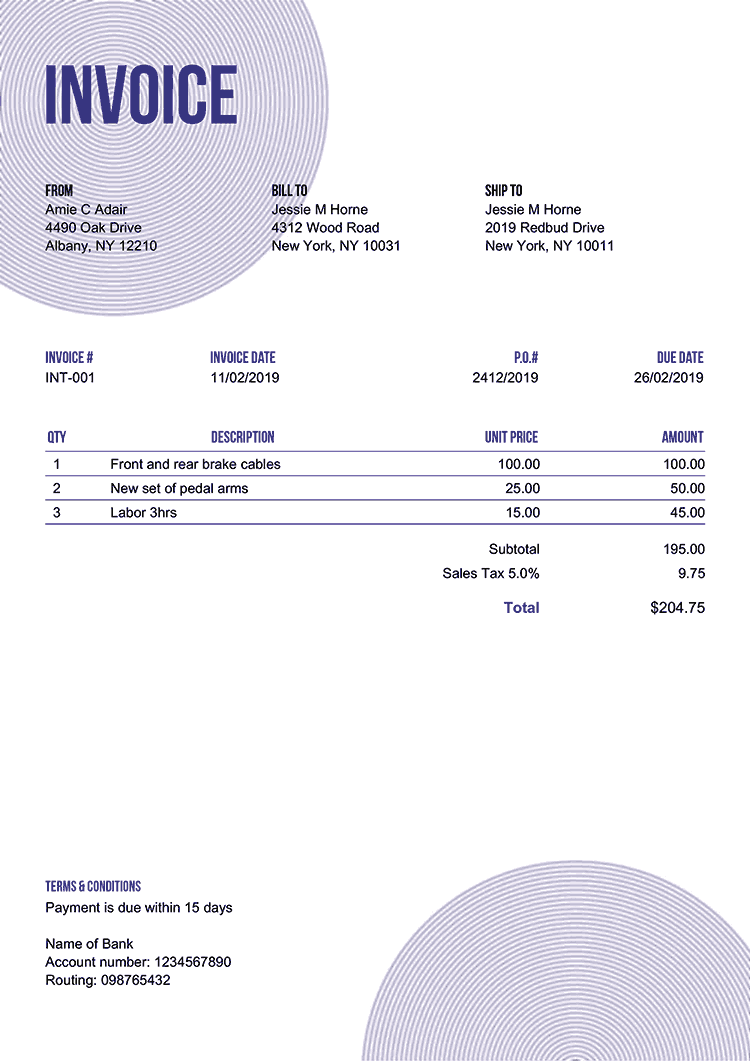 INVOICE
FROM BILL TO SHIP TO
Amie C Adair Jessie M Horne Jessie M Horne
4490 Oak Drive 4312 Wood Road 2019 Redbud Drive
Albany, NY 12210 New York, NY 10031 New York, NY 10011
INVOICE # INVOICE DATE P.O.# DUE DATE
INT-001 11/02/2019 2412/2019 26/02/2019
QTY DESCRIPTION UNIT PRICE AMOUNT
1 Front and rear brake cables 100.00 100.00
2 New set of pedal arms 25.00 50.00
3 Labor 3hrs 15.00 45.00
Subtotal 195.00
Sales Tax 5.0% 9.75
Total $204.75
TERMS & CONDITIONS
Payment is due within 15 days
Name of Bank
Account number: 1234567890
Routing: 098765432